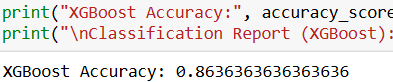 print("XGBoost Accuracy:", accuracy_score
print("\nClassification Report (XGBoost):
XGBoost Accuracy: 0.8636363636363636